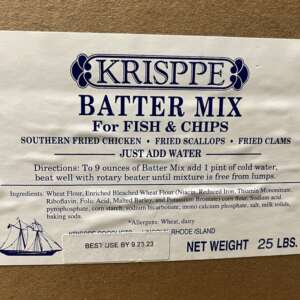 KRISPPE
BATTER MIX
For FISH & CHIPS
SOUTHERN FRIED CHICKEN • FRIED SCALLOPS • FRIED CLAMS
JUST ADD WATER
Directions: To 9 ounces of Batter Mix add 1 pint of cold water,
beat well with rotary beater until mixture is free from lumps.
Ingredients: Wheat Flour, Enriched Bleached Wheat Flour (Niacin, Reduced Iron, Thiamin Mononitrate,
Riboflavin, Folic Acid, Malted Barley, and Potassium Bromate) corn flour, Sodium acid
pyrophosphate, corn starch, sodium bicarbonate, mono calcium phosphate, salt, milk solids,
baking soda.
*Allergens: Wheat, dairy
KRISPPE PRODUCTS RHODE ISLAND
BEST USE BY 9.23.23
NET WEIGHT 25 LBS.